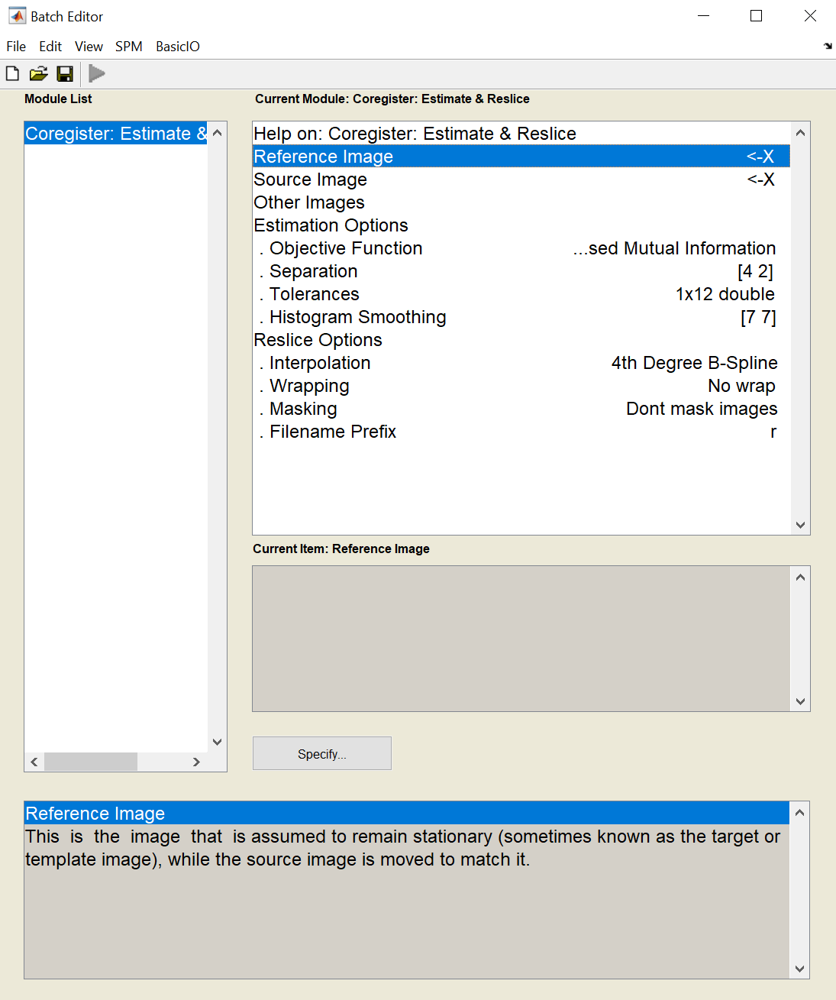 Batch Editor
File Edit View SPM BasicIO
Module List
Coregister: Estimate &
Current Module: Coregister: Estimate & Reslice
Help on: Coregister: Estimate & Reslice
Reference Image <-X
Source Image <-X
Other Images
Estimation Options
. Objective Function ...sed Mutual Information
. Separation [4 2]
. Tolerances 1x12 double
. Histogram Smoothing [7 7]
Reslice Options
. Interpolation 4th Degree B-Spline
. Wrapping No wrap
. Masking Dont mask images
. Filename Prefix r
Current Item: Reference Image
Specify...
Reference Image
This is the image that is assumed to remain stationary (sometimes known as the target or
template image), while the source image is moved to match it.